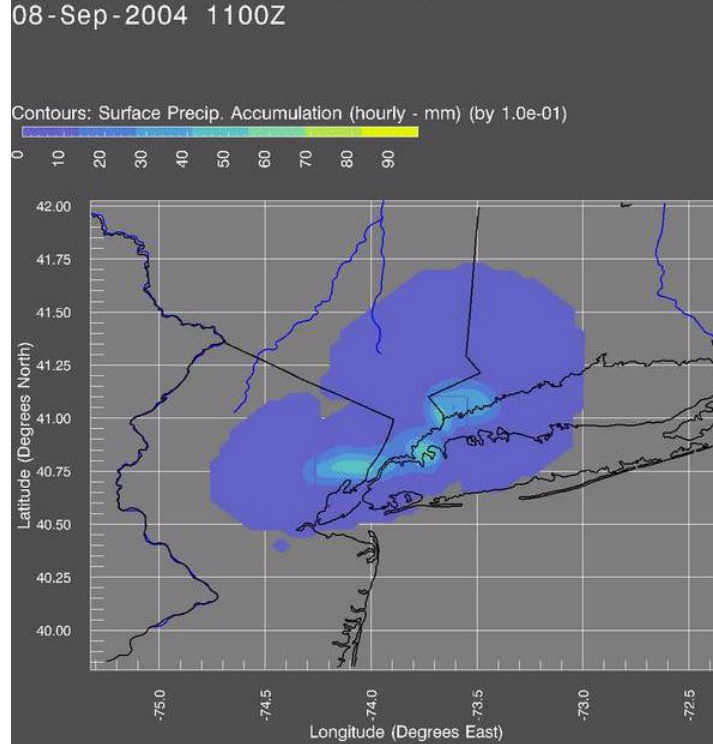 08-Sep-2004 1100Z
Contours: Surface Precip. Accumulation (hourly - mm) (by 1.0e-01)
0 10 20 30 40 50 60 70 80 90
42.00
41.75
41.50
41.25
41.00
40.75
40.50
40.25
40.00
Latitude (Degrees North)
-75.0 -74.5 -74.0 -73.5 -73.0 -72.5
Longitude (Degrees East)